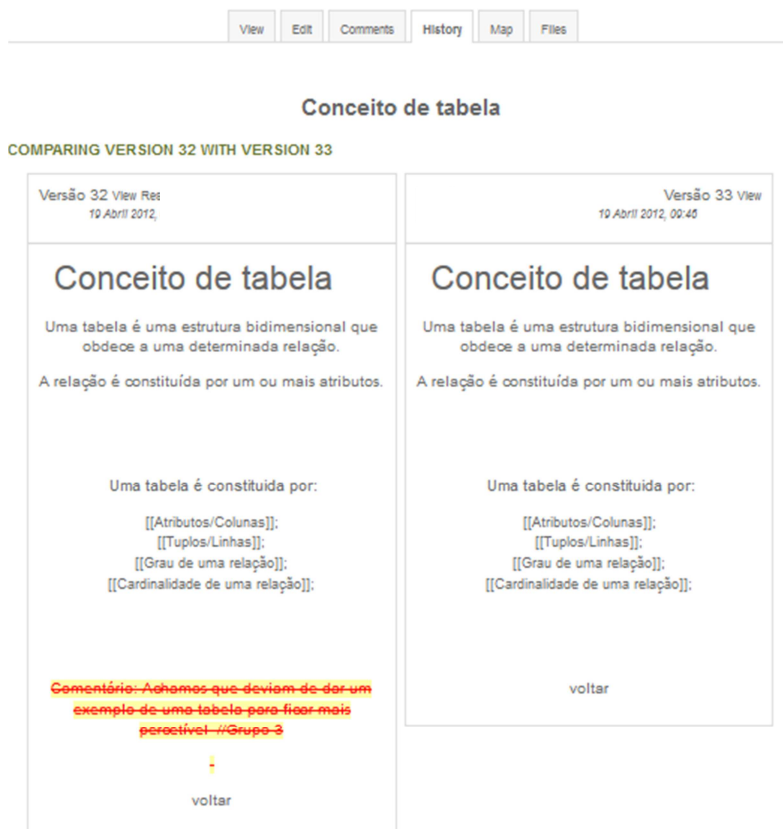 View Edit Comments History Map Files
Conceito de tabela
COMPARING VERSION 32 WITH VERSION 33
Versão 32 View Res
19 Abril 2012,
Conceito de tabela
Uma tabela é uma estrutura bidimensional que
obdece a uma determinada relação.
A relação é constituída por um ou mais atributos.
Uma tabela é constituida por:
[[Atributos/Colunas]];
[[Tuplos/Linhas]];
[[Grau de uma relação]];
[[Cardinalidade de uma relação]];
Comentário: Achamos que deviam de dar um
exemplo de uma tabela para ficar mais
percetível //Grupo 3
-
voltar
Versão 33 View
19 Abril 2012, 09:46
Conceito de tabela
Uma tabela é uma estrutura bidimensional que
obdece a uma determinada relação.
A relação é constituída por um ou mais atributos.
Uma tabela é constituida por:
[[Atributos/Colunas]];
[[Tuplos/Linhas]];
[[Grau de uma relação]];
[[Cardinalidade de uma relação]];
voltar